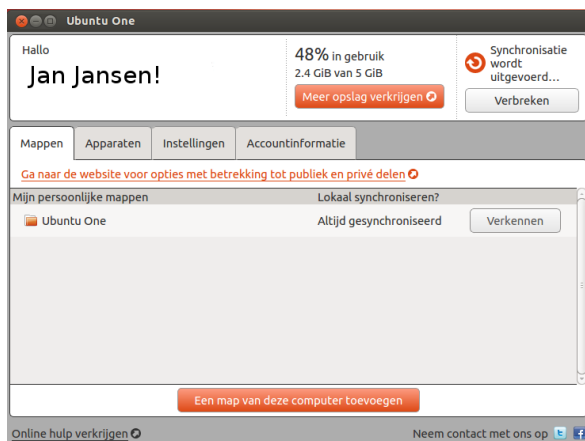 Ubuntu One
Hallo
Jan Jansen!
48% in gebruik
2.4 GiB van 5 GiB
Meer opslag verkrijgen
Synchronisatie
wordt
uitgevoerd...
Verbreken
Mappen Apparaten Instellingen Accountinformatie
Ga naar de website voor opties met betrekking tot publiek en privé delen
Mijn persoonlijke mappen Lokaal synchroniseren?
Ubuntu One Altijd gesynchroniseerd Verkennen
Een map van deze computer toevoegen
Online hulp verkrijgen Neem contact met ons op